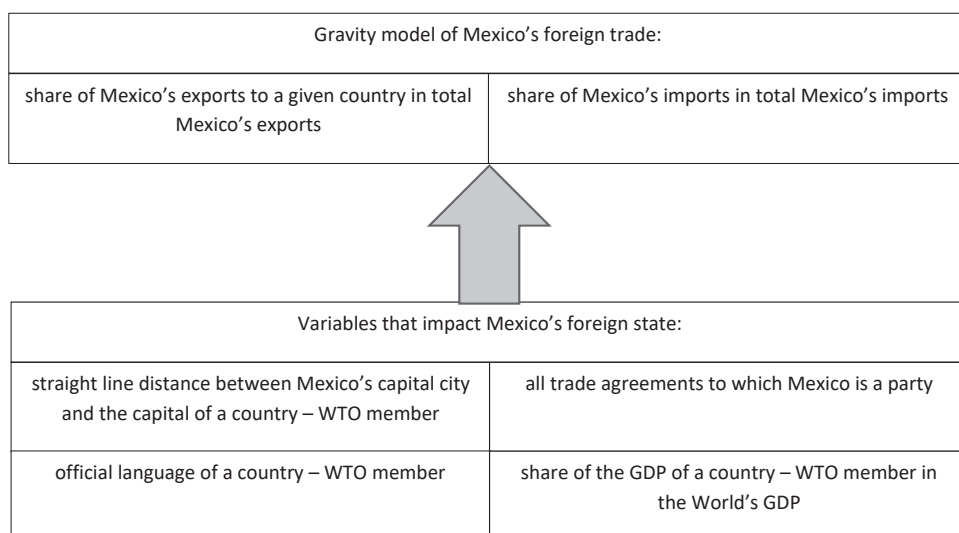 Gravity model of Mexico’s foreign trade:
share of Mexico’s exports to a given country in total
Mexico’s exports
share of Mexico’s imports in total Mexico’s imports
Variables that impact Mexico’s foreign state:
straight line distance between Mexico’s capital city
and the capital of a country – WTO member
all trade agreements to which Mexico is a party
official language of a country – WTO member
share of the GDP of a country – WTO member in
the World’s GDP